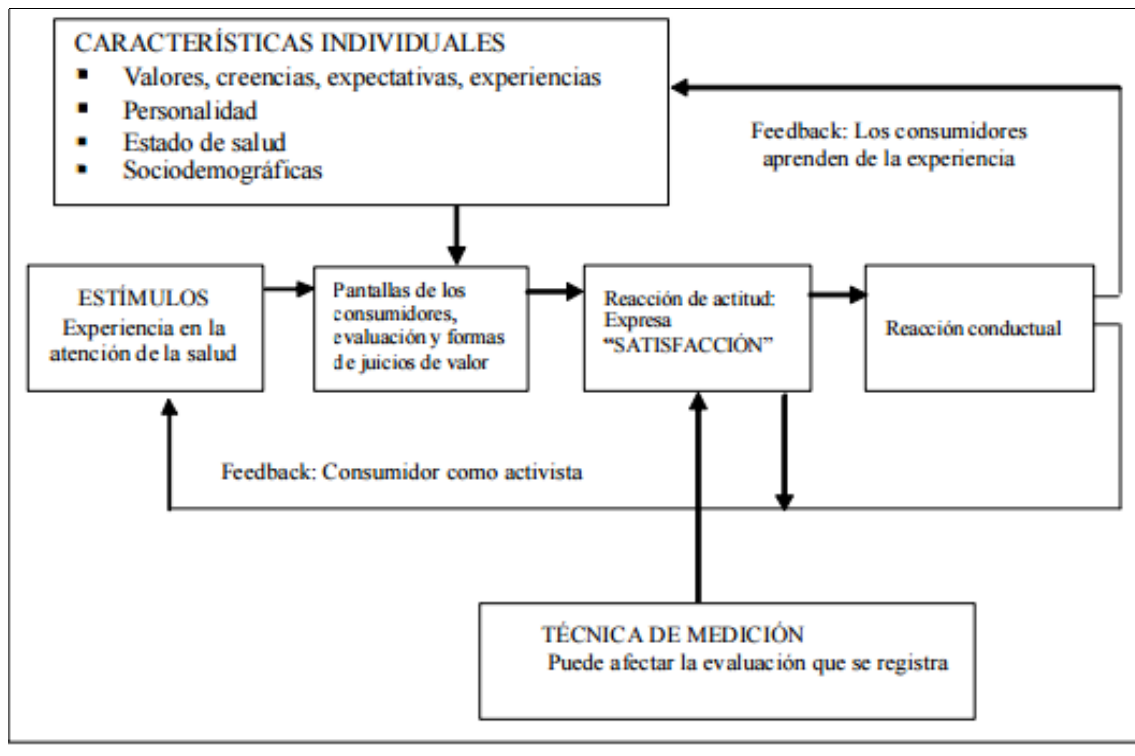 CARACTERÍSTICAS INDIVIDUALES
▪ Valores, creencias, expectativas, experiencias
▪ Personalidad
▪ Estado de salud
▪ Sociodemográficas
Feedback: Los consumidores
aprenden de la experiencia
ESTÍMULOS
Experiencia en la
atención de la salud
Pantallas de los
consumidores,
evaluación y formas
de juicios de valor
Reacción de actitud:
Expresa
“SATISFACCIÓN”
Reacción conductual
Feedback: Consumidor como activista
TÉCNICA DE MEDICIÓN
Puede afectar la evaluación que se registra